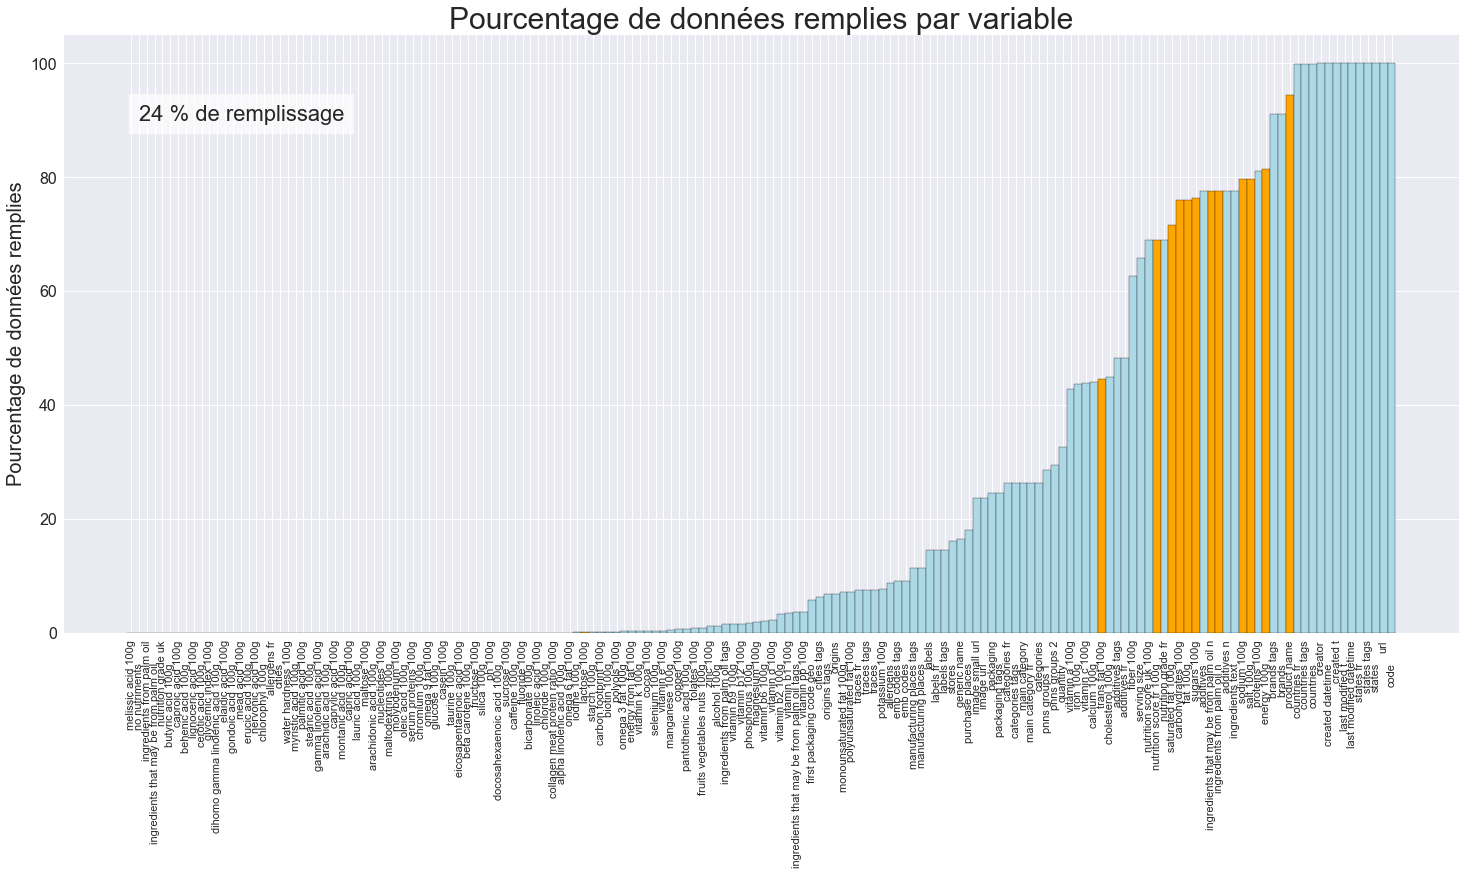 Pourcentage de données remplies par variable
24 % de remplissage
Pourcentage de données remplies
100
80
60
40
20
0
melissic acid 100g
no nutriments
ingredients from palm oil
ingredients that may be from palm oil
nutrition grade uk
butyric acid 100g
caproic acid 100g
behenic acid 100g
lignoceric acid 100g
cerotic acid 100g
glycemic index 100g
dihomo gamma linolenic acid 100g
elaidic acid 100g
gondoic acid 100g
mead acid 100g
erucic acid 100g
nervonic acid 100g
chlorophyl 100g
allergens fr
cities
water hardness 100g
myristic acid 100g
palmitic acid 100g
stearic acid 100g
gamma linolenic acid 100g
arachidic acid 100g
caprylic acid 100g
montanic acid 100g
capric acid 100g
lauric acid 100g
maltose 100g
arachidonic acid 100g
nucleotides 100g
maltodextrins 100g
molybdenum 100g
oleic acid 100g
serum proteins 100g
chromium 100g
omega 9 fat 100g
glucose 100g
casein 100g
taurine 100g
eicosapentaenoic acid 100g
beta carotene 100g
fructose 100g
silica 100g
ph 100g
docosahexaenoic acid 100g
sucrose 100g
caffeine 100g
fluoride 100g
bicarbonate 100g
linoleic acid 100g
chloride 100g
collagen meat protein ratio 100g
alpha linolenic acid 100g
omega 6 fat 100g
iodine 100g
lactose 100g
starch 100g
carbon footprint 100g
biotin 100g
polyols 100g
omega 3 fat 100g
energy from fat 100g
vitamin k 100g
cocoa 100g
selenium 100g
vitamin e 100g
manganese 100g
copper 100g
pantothenic acid 100g
folates 100g
fruits vegetables nuts 100g
zinc 100g
alcohol 100g
ingredients from palm oil tags
vitamin b9 100g
vitamin b12 100g
phosphorus 100g
magnesium 100g
vitamin b6 100g
vitamin d 100g
vitamin b2 100g
vitamin b1 100g
ingredients that may be from palm oil tags
vitamin pp 100g
first packaging code geo
cities tags
origins tags
origins
monounsaturated fat 100g
polyunsaturated fat 100g
traces fr
traces tags
traces
potassium 100g
allergens
emb codes tags
emb codes
manufacturing places tags
manufacturing places
labels
labels fr
labels tags
stores
generic name
purchase places
image small url
image url
packaging
packaging tags
categories fr
categories tags
main category
main category fr
categories
pnns groups 1
pnns groups 2
quantity
vitamin a 100g
iron 100g
vitamin c 100g
calcium 100g
trans fat 100g
cholesterol 100g
additives tags
additives fr
fiber 100g
serving size
nutrition score uk 100g
nutrition score fr 100g
nutrition grade fr
saturated fat 100g
carbohydrates 100g
fat 100g
sugars 100g
additives
ingredients that may be from palm oil n
ingredients from palm oil n
additives n
ingredients text
sodium 100g
salt 100g
proteins 100g
energy 100g
brands tags
brands
product name
countries fr
countries tags
countries
creator
created datetime
created t
last modified t
last modified datetime
states fr
states tags
states
url
code